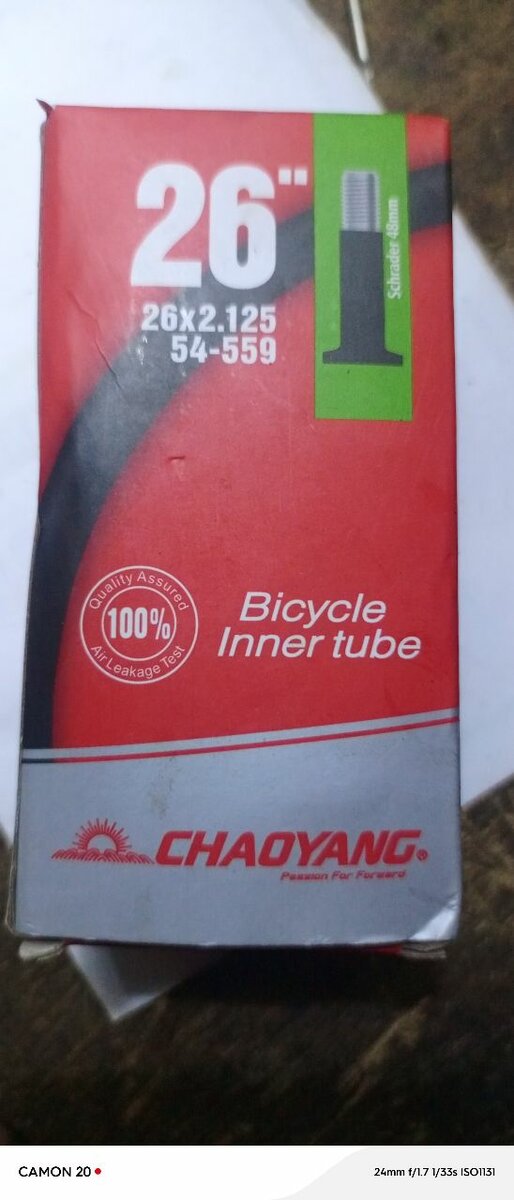 26"
26x2.125
54-559
Schrader 48mm
Quality Assured
100%
Air Leakage Test
Bicycle
Inner tube
CHAOYANG®
Passion For Forward
CAMON 20
24mm f/1.7 1/33s ISO1131